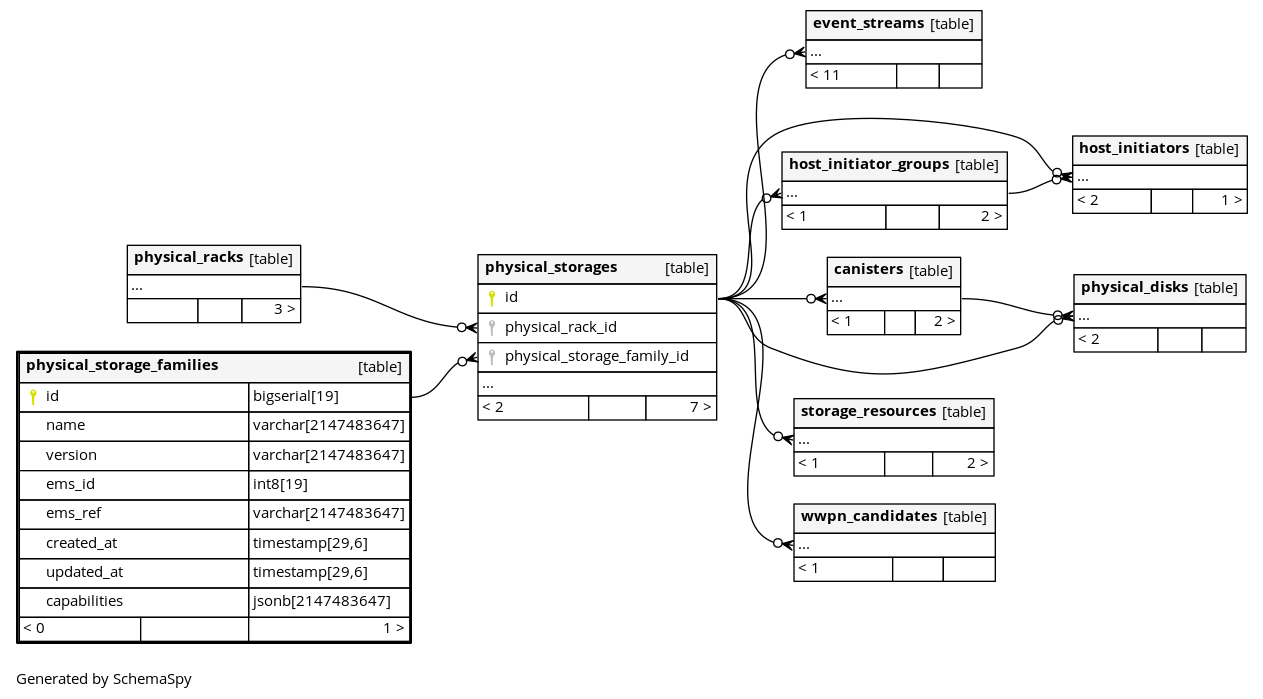 event_streams [table]
...
< 11
host_initiators [table]
...
< 2 1 >
host_initiator_groups [table]
...
< 1 2 >
physical_racks [table]
...
3 >
physical_storages [table]
id
physical_rack_id
physical_storage_family_id
...
< 2 7 >
canisters [table]
...
< 1 2 >
physical_disks [table]
...
< 2
physical_storage_families [table]
id bigserial[19]
name varchar[2147483647]
version varchar[2147483647]
ems_id int8[19]
ems_ref varchar[2147483647]
created_at timestamp[29,6]
updated_at timestamp[29,6]
capabilities jsonb[2147483647]
< 0 1 >
storage_resources [table]
...
< 1 2 >
wwpn_candidates [table]
...
< 1
Generated by SchemaSpy